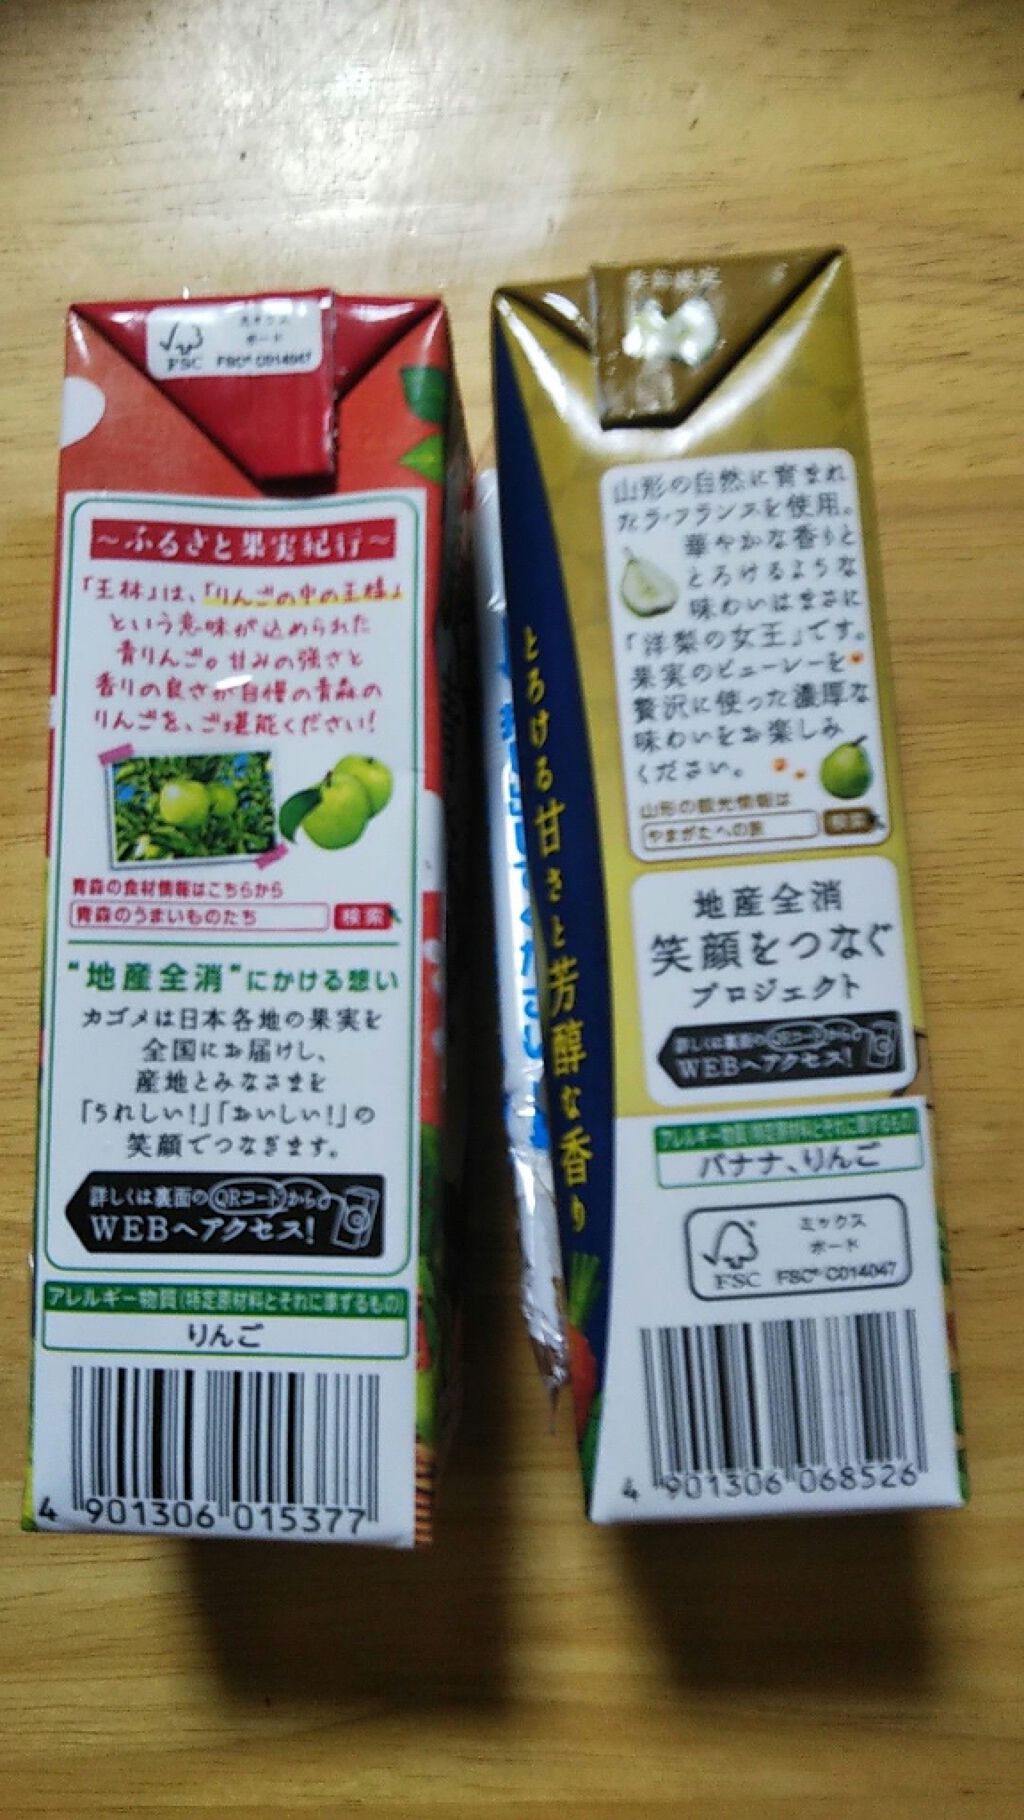 ミックス
ボード
FSC
FSC® C014047
～ふるさと果実紀行～
「王林」は、「りんごの中の王様」
という意味が込められた
青りんご。甘みの強さと
香りの良さが自慢の青森の
りんごを、ご堪能ください!
青森の食材情報はこちらから
青森のうまいものたち
検索
"地産全消"にかける想い
カゴメは日本各地の果実を
全国にお届けし、
産地とみなさまを
「うれしい!」「おいしい!」の
笑顔でつなぎます。
詳しくは裏面のQRコードから
WEBへアクセス!
アレルギー物質(特定原材料とそれに準ずるもの)
りんご
4 901306 015377
とろける甘さと芳醇な香り
山形の自然に育まれ
たラ・フランスを使用。
華やかな香りと
とろけるような
味わいはまさに
「洋梨の女王」です。
果実のピューレーを
贅沢に使った濃厚な
味わいをお楽しみ
ください。
山形の観光情報は
やまがたへの旅
検索
地産全消
笑顔をつなぐ
プロジェクト
詳しくは裏面のQRコードから
WEBへアクセス!
アレルギー物質(特定原材料とそれに準ずるもの)
バナナ、りんご
ミックス
ボード
FSC
FSC® C014047
4 901306 068526